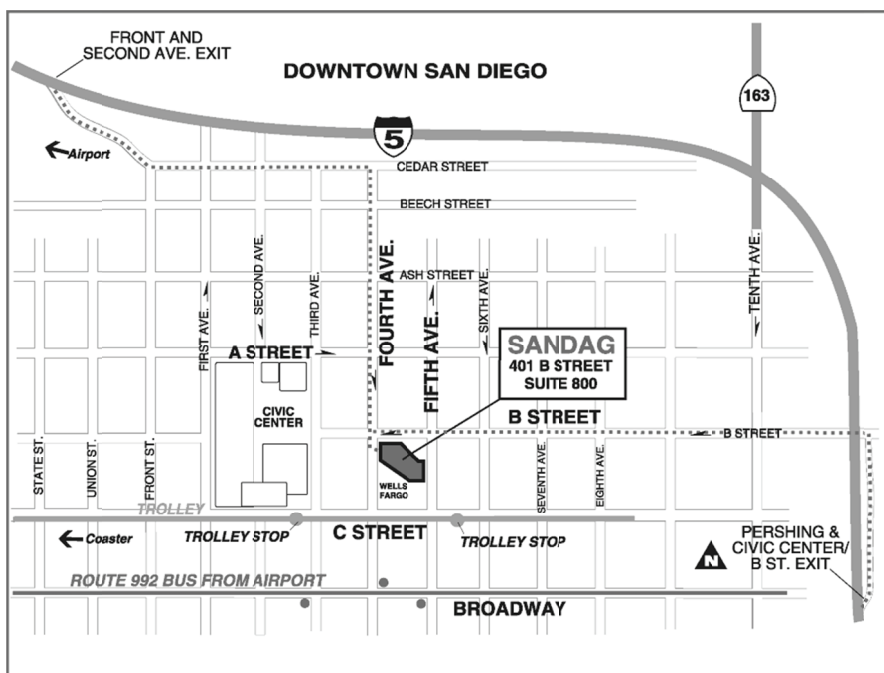 FRONT AND
SECOND AVE. EXIT
DOWNTOWN SAN DIEGO
163
5
Airport
CEDAR STREET
BEECH STREET
ASH STREET
FIRST AVE.
SECOND AVE.
THIRD AVE.
FOURTH AVE.
FIFTH AVE.
SIXTH AVE.
TENTH AVE.
A STREET
SANDAG
401 B STREET
SUITE 800
CIVIC
CENTER
B STREET
B STREET
STATE ST.
UNION ST.
FRONT ST.
WELLS
FARGO
SEVENTH AVE.
EIGHTH AVE.
TROLLEY
Coaster
TROLLEY STOP
C STREET
TROLLEY STOP
N
PERSHING &
CIVIC CENTER/
B ST. EXIT
ROUTE 992 BUS FROM AIRPORT
BROADWAY